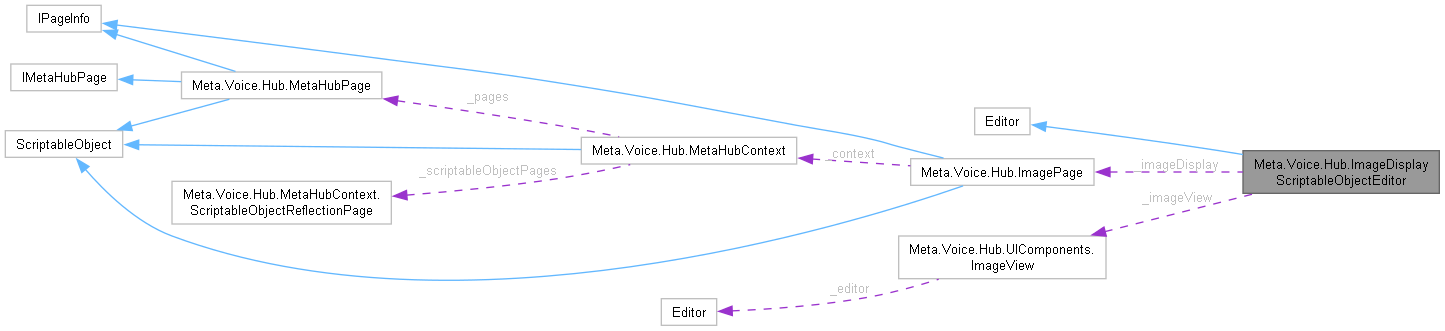 IPageInfo
IMetaHubPage
Meta.Voice.Hub.MetaHubPage
_pages
ScriptableObject
Meta.Voice.Hub.MetaHubContext
_scriptableObjectPages
Meta.Voice.Hub.MetaHubContext.
ScriptableObjectReflectionPage
_context
Meta.Voice.Hub.ImagePage
Editor
_imageDisplay
Meta.Voice.Hub.ImageDisplay
ScriptableObjectEditor
_imageView
Meta.Voice.Hub.UIComponents.
ImageView
_editor
Editor